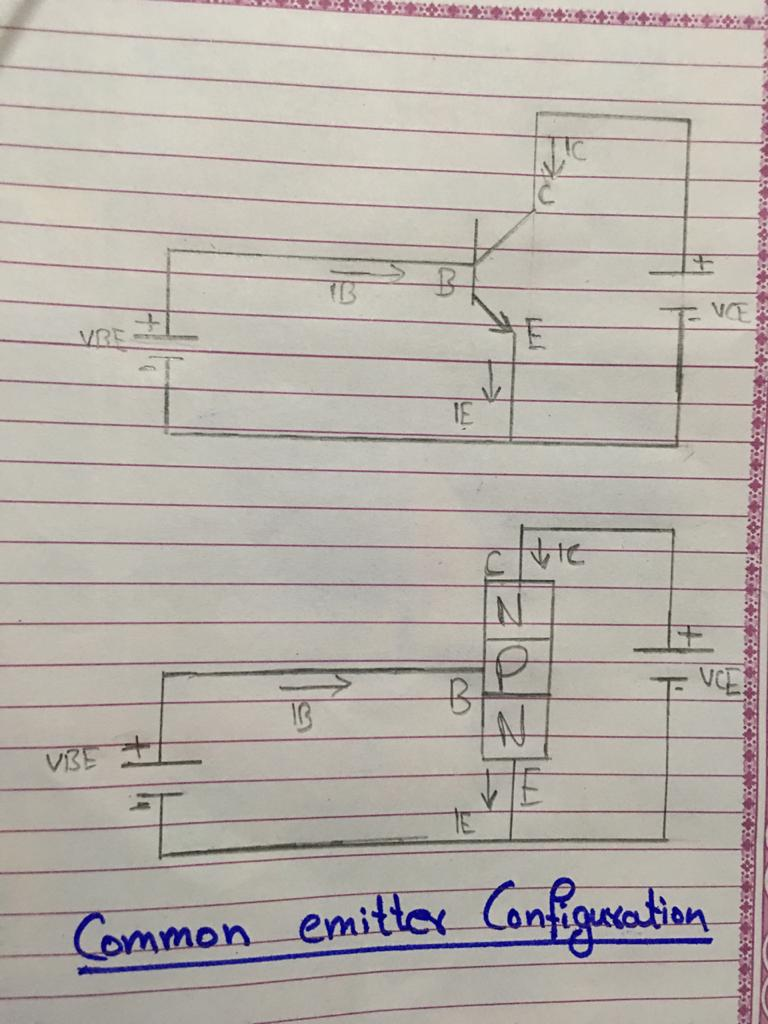 IC
C
+
IB
B
VCE
-
+
VBE
-
E
IE
C
IC
N
+
P
VCE
-
B
IB
N
+
VBE
-
E
IE
Common emitter Configuration